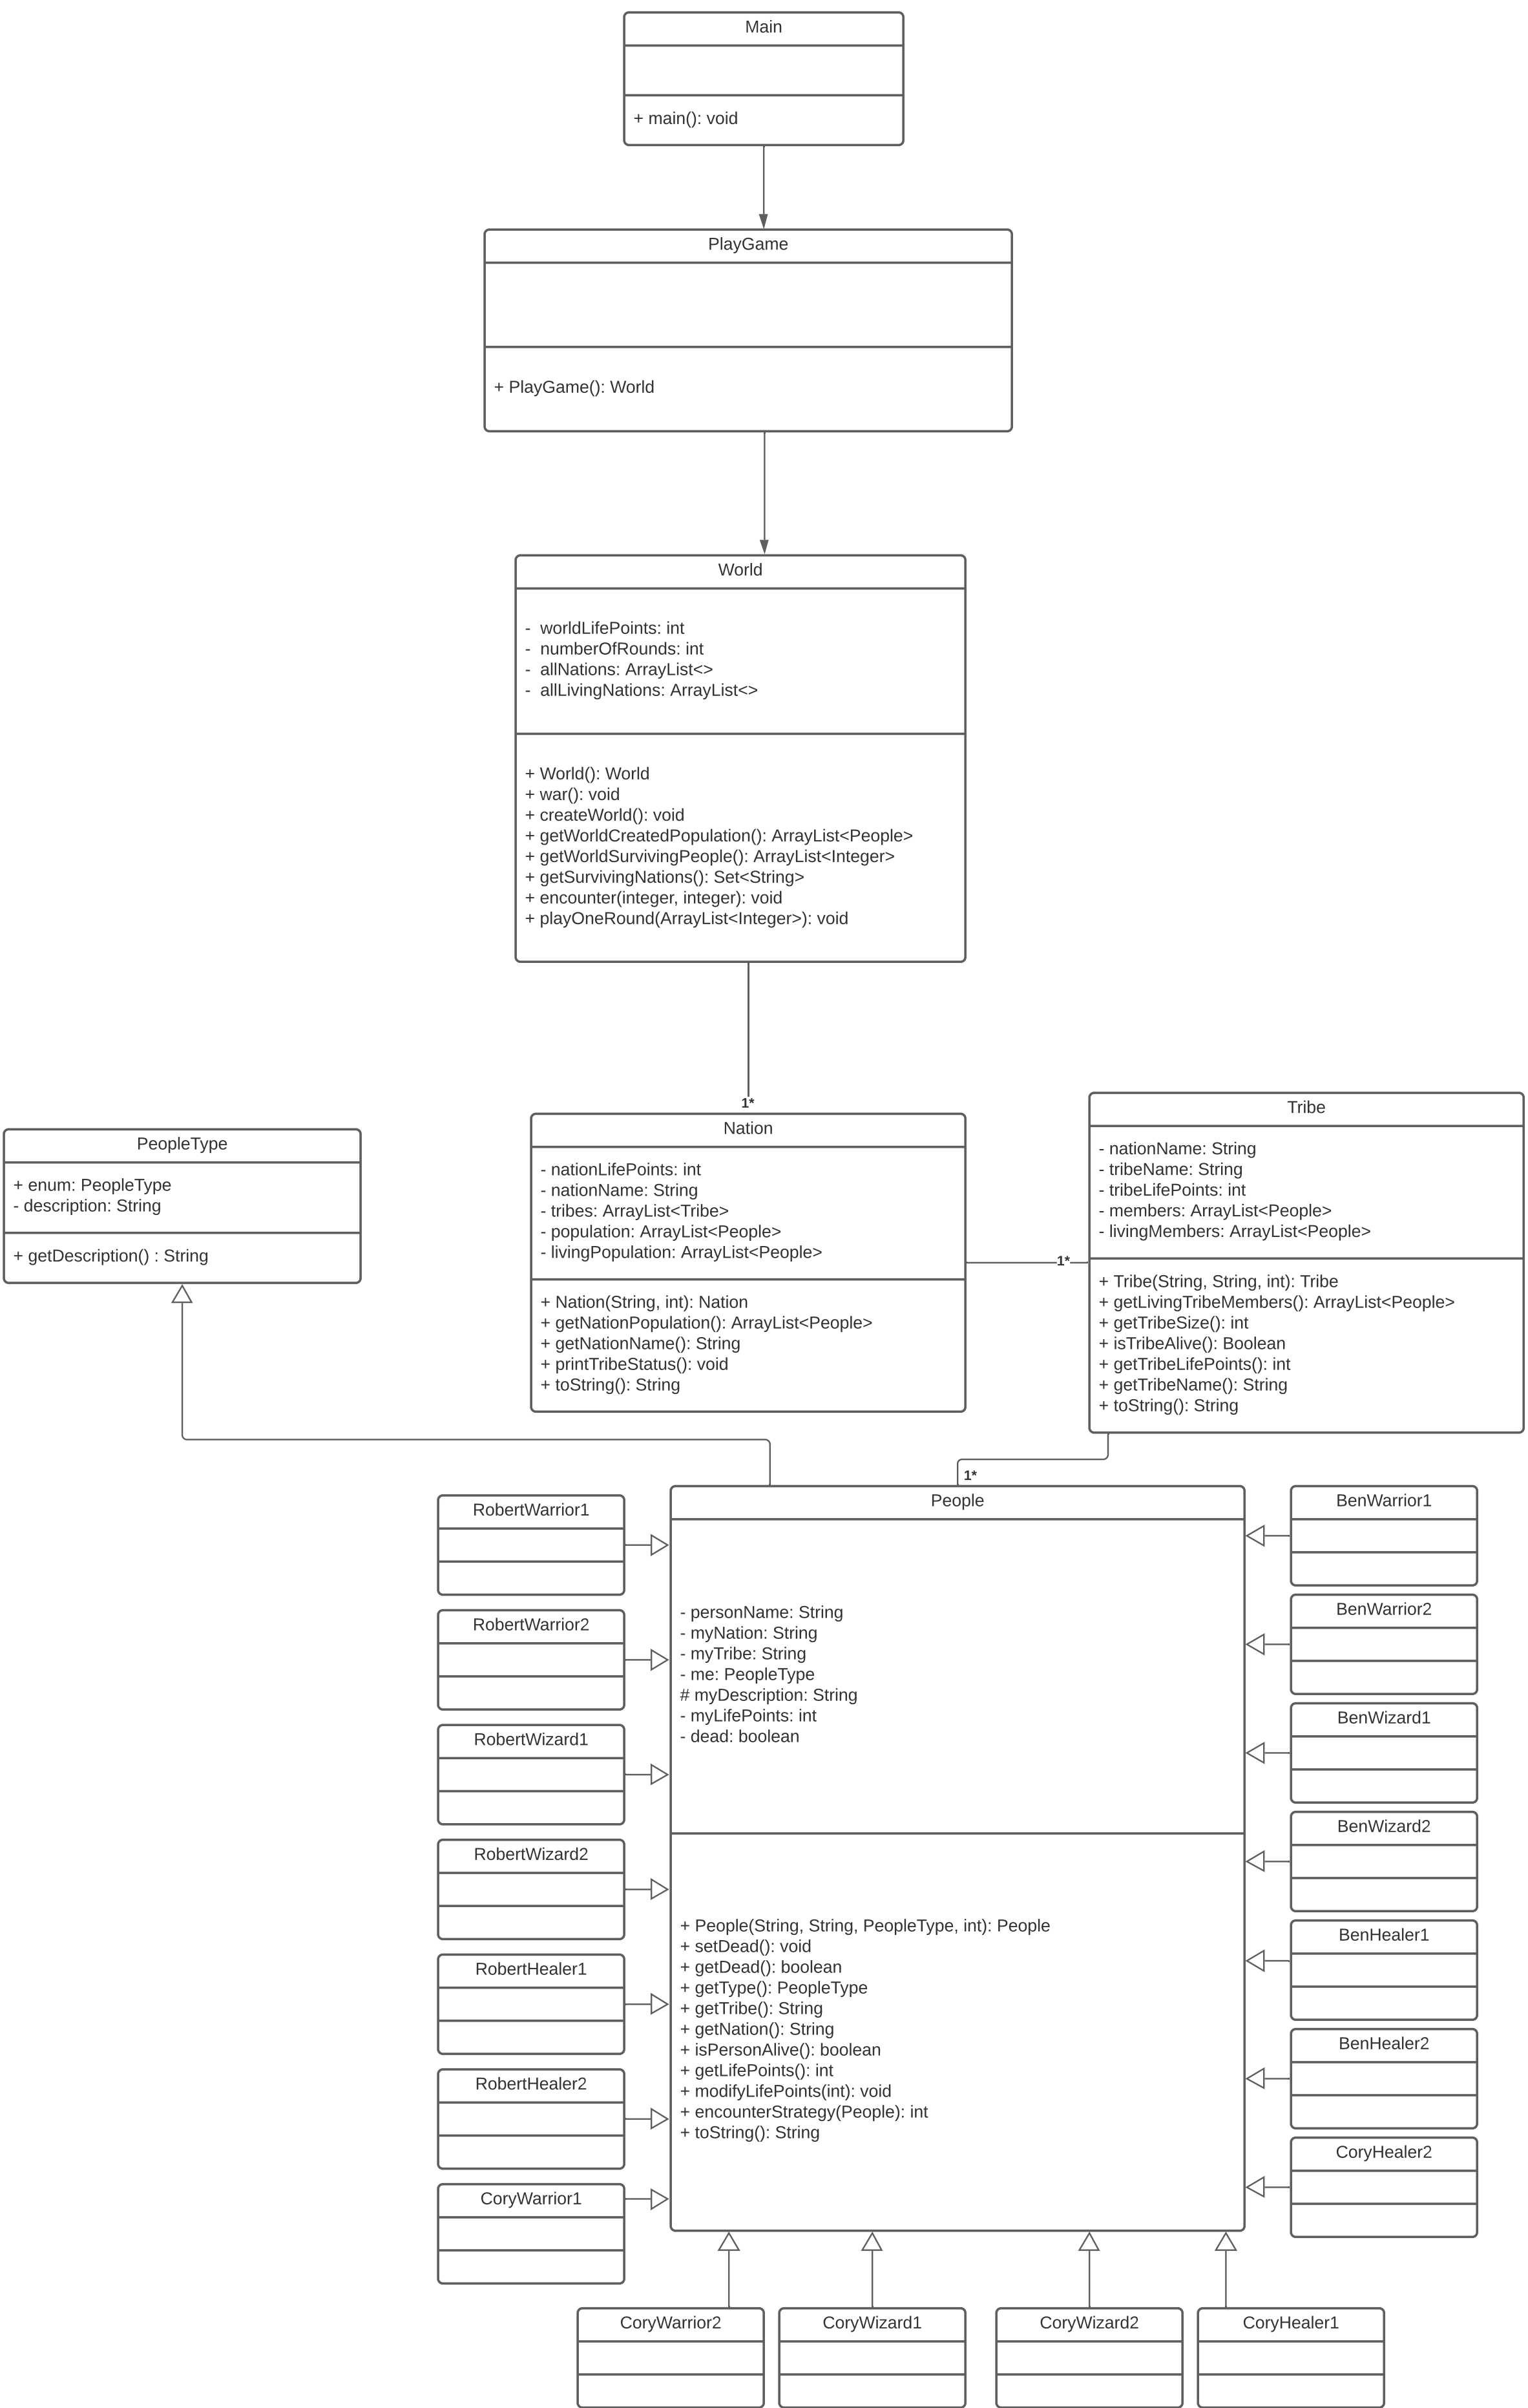 Main
+ main(): void
PlayGame
+ PlayGame(): World
World
-  worldLifePoints: int
-  numberOfRounds: int
-  allNations: ArrayList<>
-  allLivingNations: ArrayList<>
+ World(): World
+ war(): void
+ createWorld(): void
+ getWorldCreatedPopulation(): ArrayList<People>
+ getWorldSurvivingPeople(): ArrayList<Integer>
+ getSurvivingNations(): Set<String>
+ encounter(integer, integer): void
+ playOneRound(ArrayList<Integer>): void
1*
PeopleType
+ enum: PeopleType
- description: String
+ getDescription() : String
Nation
- nationLifePoints: int
- nationName: String
- tribes: ArrayList<Tribe>
- population: ArrayList<People>
- livingPopulation: ArrayList<People>
+ Nation(String, int): Nation
+ getNationPopulation(): ArrayList<People>
+ getNationName(): String
+ printTribeStatus(): void
+ toString(): String
1*
Tribe
- nationName: String
- tribeName: String
- tribeLifePoints: int
- members: ArrayList<People>
- livingMembers: ArrayList<People>
+ Tribe(String, String, int): Tribe
+ getLivingTribeMembers(): ArrayList<People>
+ getTribeSize(): int
+ isTribeAlive(): Boolean
+ getTribeLifePoints(): int
+ getTribeName(): String
+ toString(): String
1*
People
- personName: String
- myNation: String
- myTribe: String
- me: PeopleType
# myDescription: String
- myLifePoints: int
- dead: boolean
+ People(String, String, PeopleType, int): People
+ setDead(): void
+ getDead(): boolean
+ getType(): PeopleType
+ getTribe(): String
+ getNation(): String
+ isPersonAlive(): boolean
+ getLifePoints(): int
+ modifyLifePoints(int): void
+ encounterStrategy(People): int
+ toString(): String
RobertWarrior1
RobertWarrior2
RobertWizard1
RobertWizard2
RobertHealer1
RobertHealer2
CoryWarrior1
BenWarrior1
BenWarrior2
BenWizard1
BenWizard2
BenHealer1
BenHealer2
CoryHealer2
CoryWarrior2
CoryWizard1
CoryWizard2
CoryHealer1